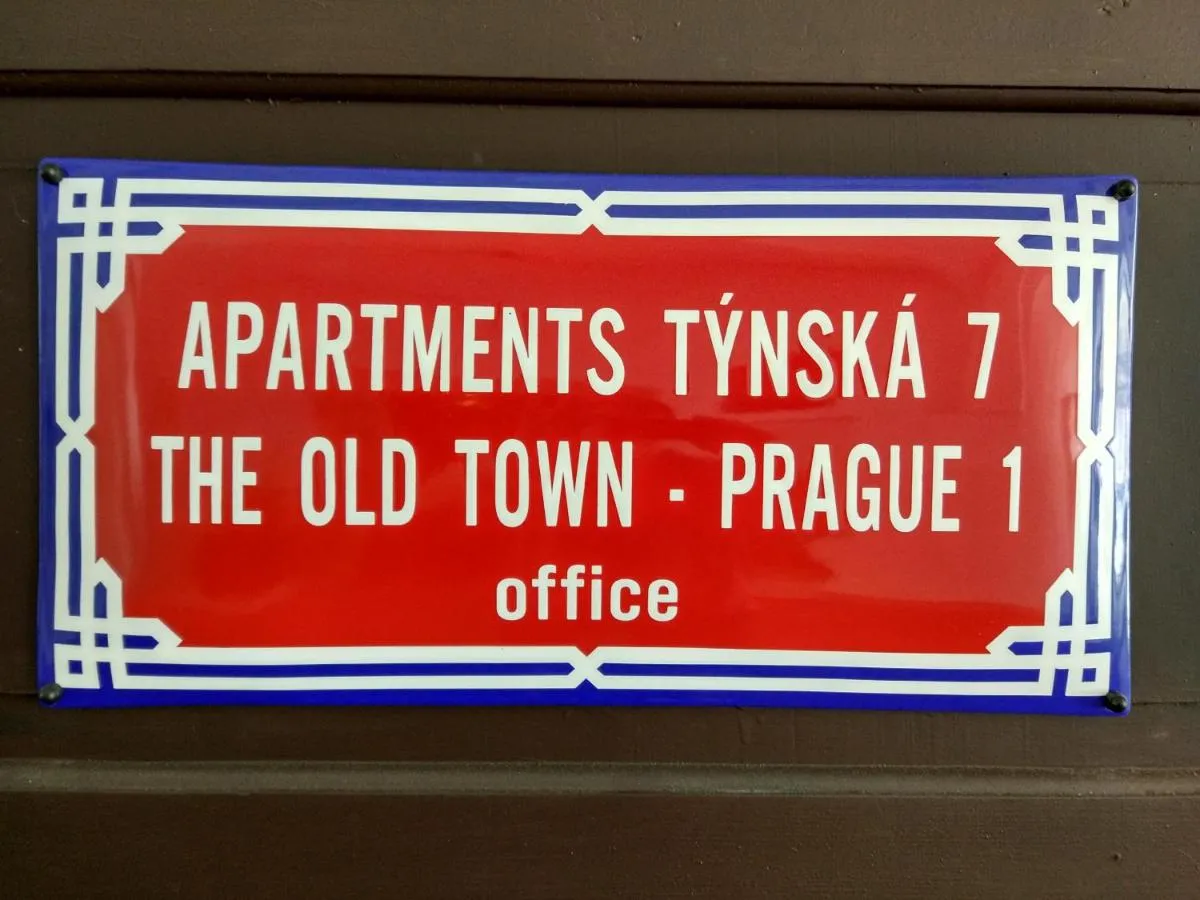 APARTMENTS TÝNSKÁ 7
THE OLD TOWN - PRAGUE 1
office